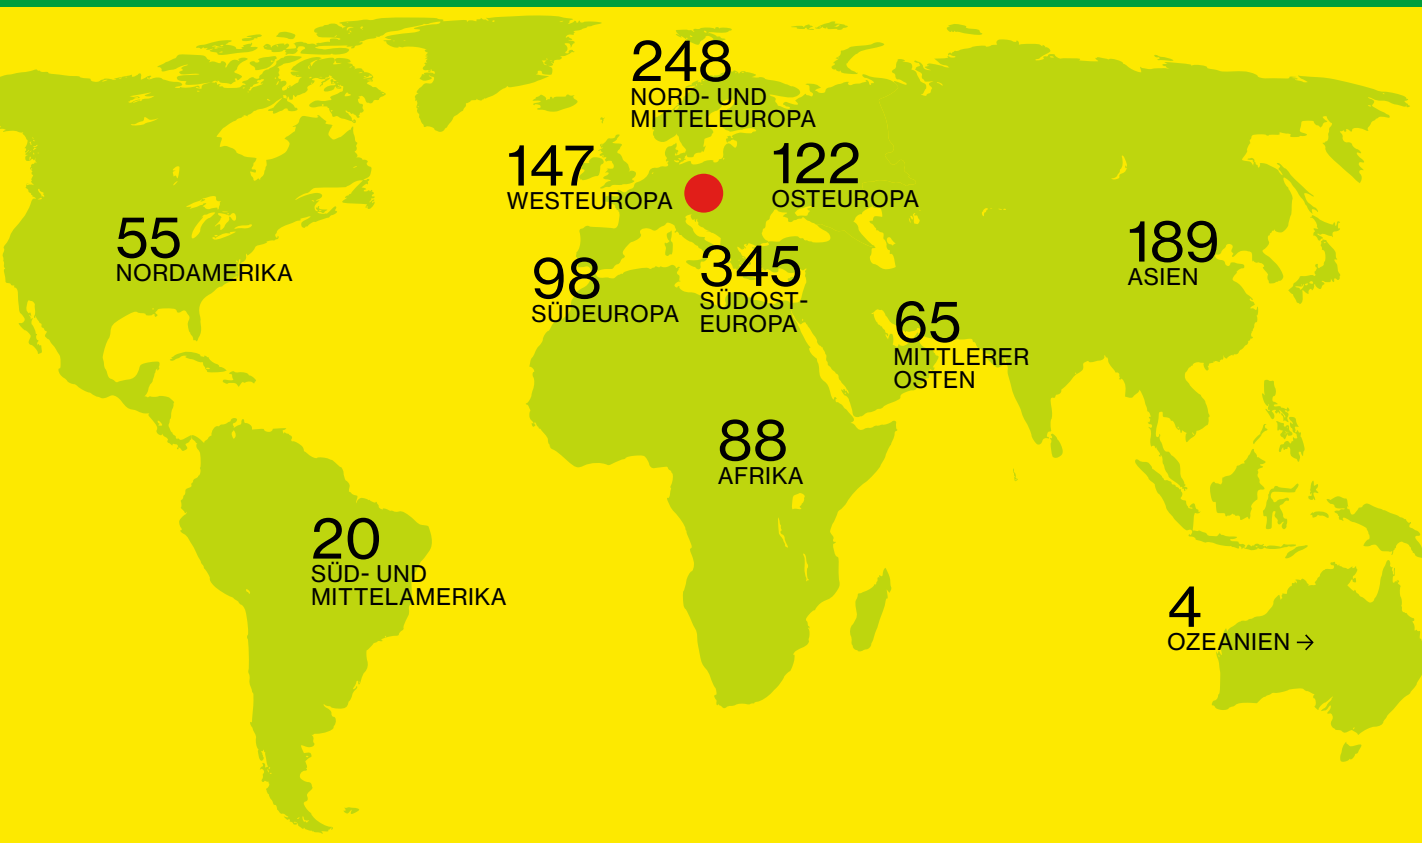 248
NORD- UND
MITTELEUROPA
147
WESTEUROPA
122
OSTEUROPA
55
NORDAMERIKA
98
SÜDEUROPA
345
SÜDOST-
EUROPA
189
ASIEN
65
MITTLERER
OSTEN
88
AFRIKA
20
SÜD- UND
MITTELAMERIKA
4
OZEANIEN →